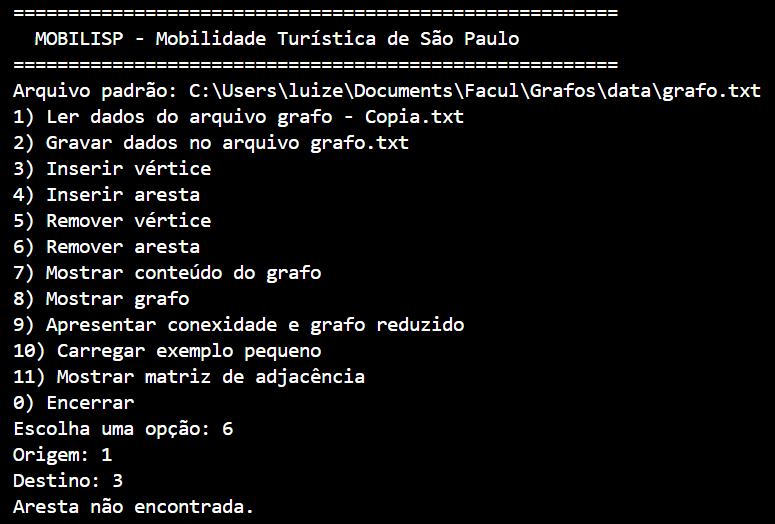 =======================================================
MOBILISP - Mobilidade Turística de São Paulo
=======================================================
Arquivo padrão: C:\Users\luize\Documents\Facul\Grafos\data\grafo.txt
1) Ler dados do arquivo grafo - Copia.txt
2) Gravar dados no arquivo grafo.txt
3) Inserir vértice
4) Inserir aresta
5) Remover vértice
6) Remover aresta
7) Mostrar conteúdo do grafo
8) Mostrar grafo
9) Apresentar conexidade e grafo reduzido
10) Carregar exemplo pequeno
11) Mostrar matriz de adjacência
0) Encerrar
Escolha uma opção: 6
Origem: 1
Destino: 3
Aresta não encontrada.